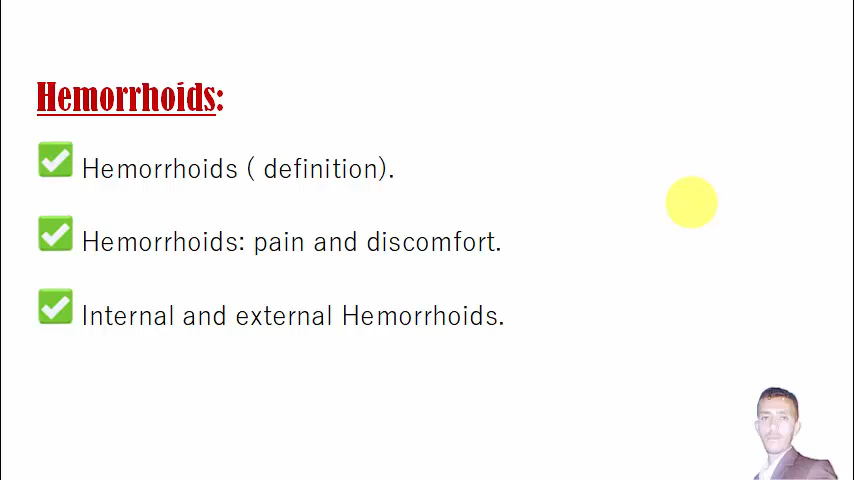 Hemorrhoids:
Hemorrhoids ( definition).
Hemorrhoids: pain and discomfort.
Internal and external Hemorrhoids.